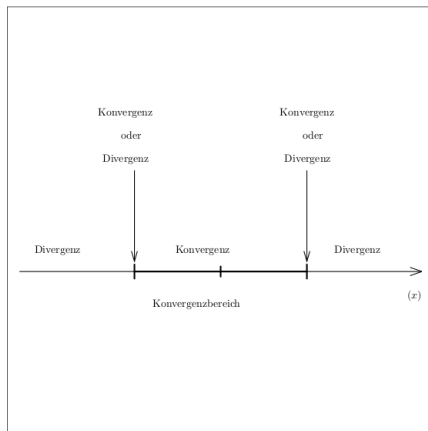 Konvergenz
oder
Divergenz
Konvergenz
oder
Divergenz
Divergenz
Konvergenz
Divergenz
(x)
Konvergenzbereich